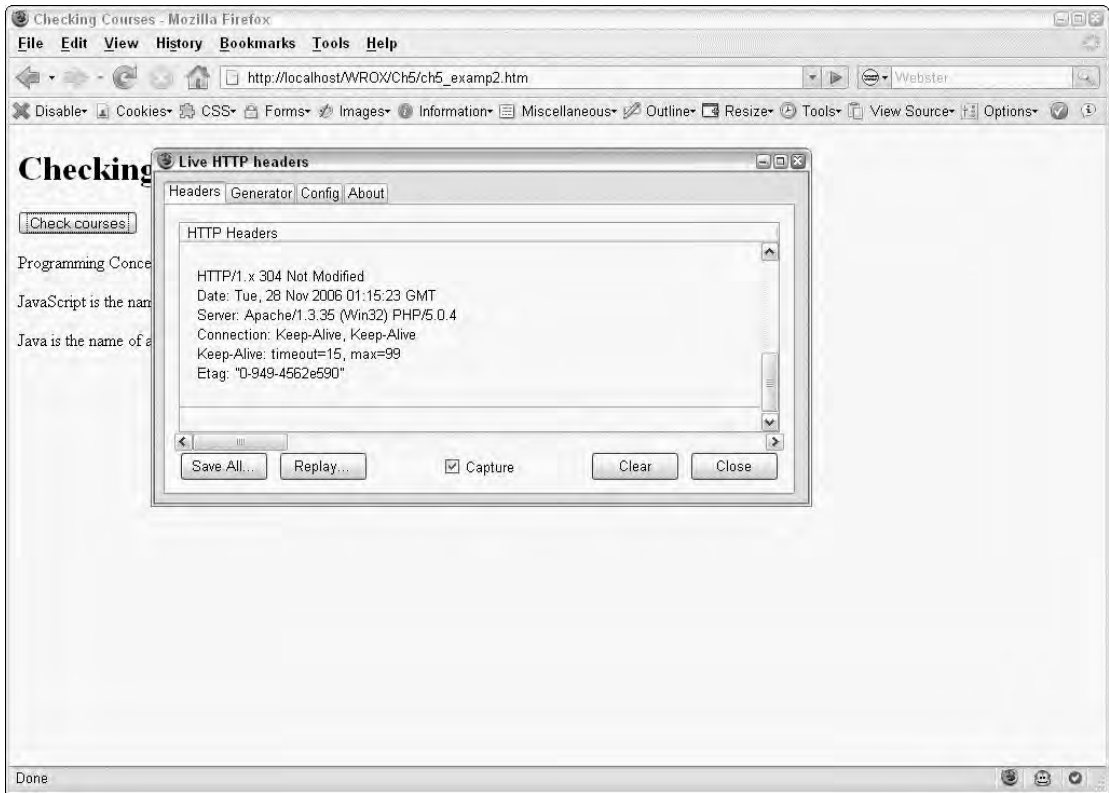 Checking Courses - Mozilla Firefox
File Edit View History Bookmarks Tools Help
http://localhost/WROX/Ch5/ch5_examp2.htm
Webster
Disable Cookies CSS Forms Images Information Miscellaneous Outline Resize Tools View Source Options
Checking
Check courses
Programming Conce
JavaScript is the nam
Java is the name of a
Live HTTP headers
Headers Generator Config About
HTTP Headers
HTTP/1.x 304 Not Modified
Date: Tue, 28 Nov 2006 01:15:23 GMT
Server: Apache/1.3.35 (Win32) PHP/5.0.4
Connection: Keep-Alive, Keep-Alive
Keep-Alive: timeout=15, max=99
Etag: "0-949-4562e590"
Save All... Replay... Capture Clear Close
Done